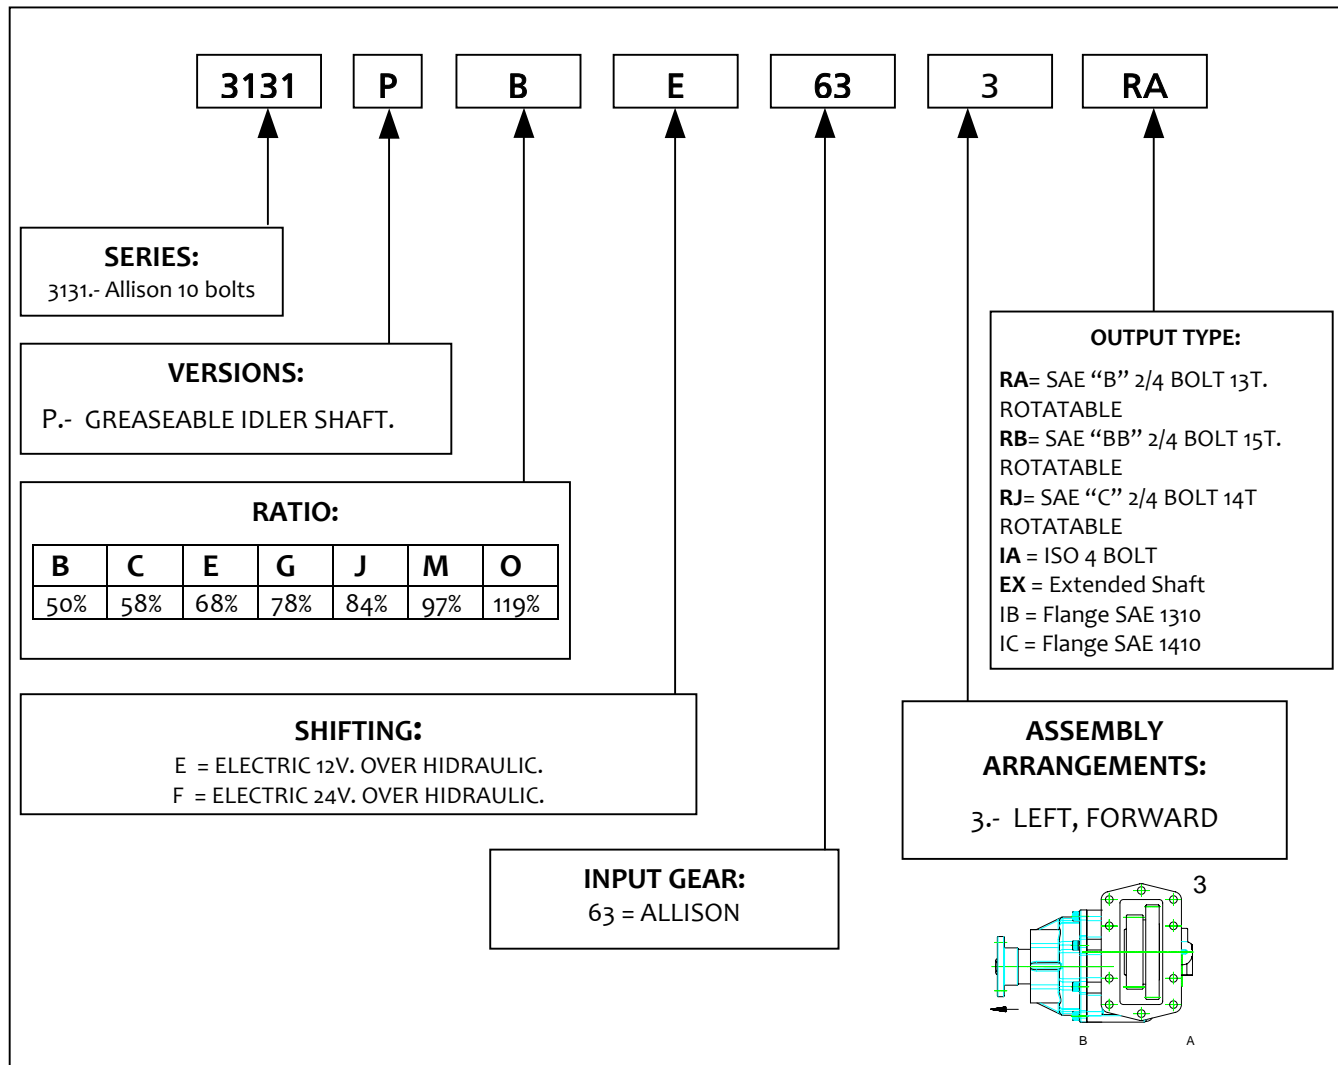 3131 P B E 63 3 RA
SERIES:
3131.- Allison 10 bolts
VERSIONS:
P.- GREASEABLE IDLER SHAFT.
RATIO:
B C E G J M O
50% 58% 68% 78% 84% 97% 119%
SHIFTING:
E = ELECTRIC 12V. OVER HIDRAULIC.
F = ELECTRIC 24V. OVER HIDRAULIC.
INPUT GEAR:
63 = ALLISON
OUTPUT TYPE:
RA= SAE “B” 2/4 BOLT 13T.
ROTATABLE
RB= SAE “BB” 2/4 BOLT 15T.
ROTATABLE
RJ= SAE “C” 2/4 BOLT 14T
ROTATABLE
IA = ISO 4 BOLT
EX = Extended Shaft
IB = Flange SAE 1310
IC = Flange SAE 1410
ASSEMBLY
ARRANGEMENTS:
3.- LEFT, FORWARD
3
B A